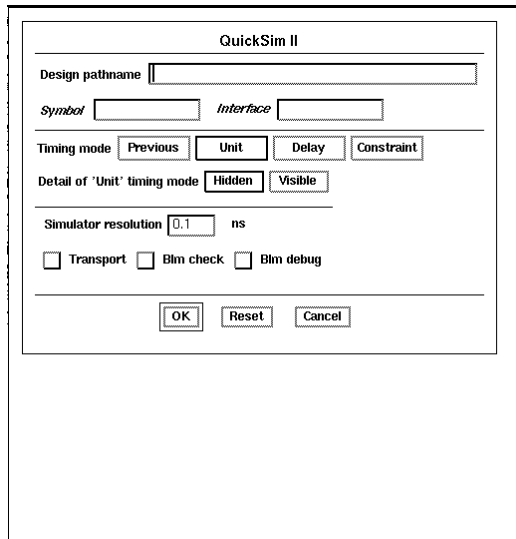 QuickSim II
Design pathname
Symbol Interface
Timing mode Previous Unit Delay Constraint
Detail of 'Unit' timing mode Hidden Visible
Simulator resolution 0.1 ns
Transport Blm check Blm debug
OK Reset Cancel